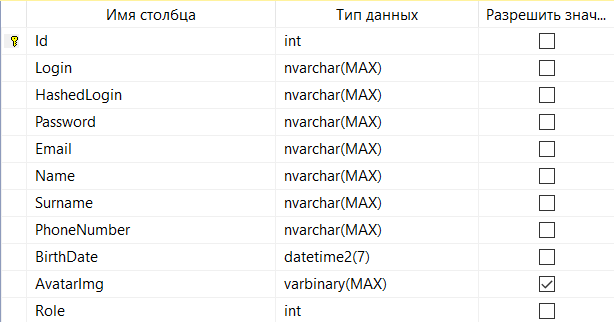 Имя столбца Тип данных Разрешить знач...
Id int
Login nvarchar(MAX)
HashedLogin nvarchar(MAX)
Password nvarchar(MAX)
Email nvarchar(MAX)
Name nvarchar(MAX)
Surname nvarchar(MAX)
PhoneNumber nvarchar(MAX)
BirthDate datetime2(7)
AvatarImg varbinary(MAX)
Role int